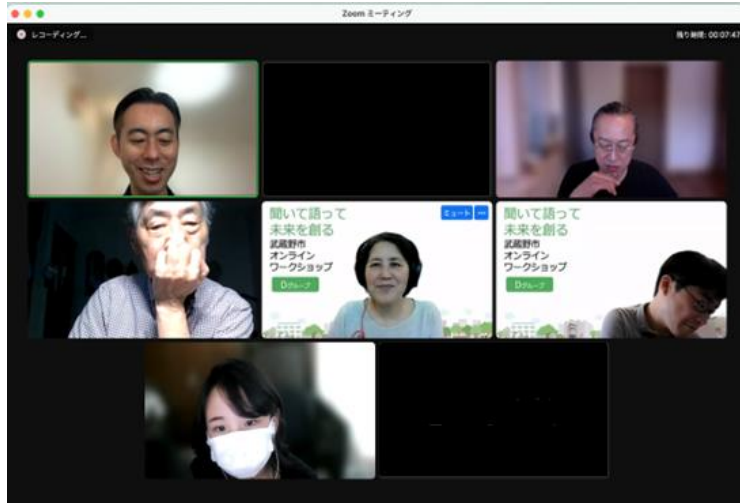 Zoom ミーティング
レコーディング...
残り時間: 00:07:47
聞いて語って
未来を創る
武蔵野市
オンライン
ワークショップ
Dグループ
ミュート
聞いて語って
未来を創る
武蔵野市
オンライン
ワークショップ
Dグループ